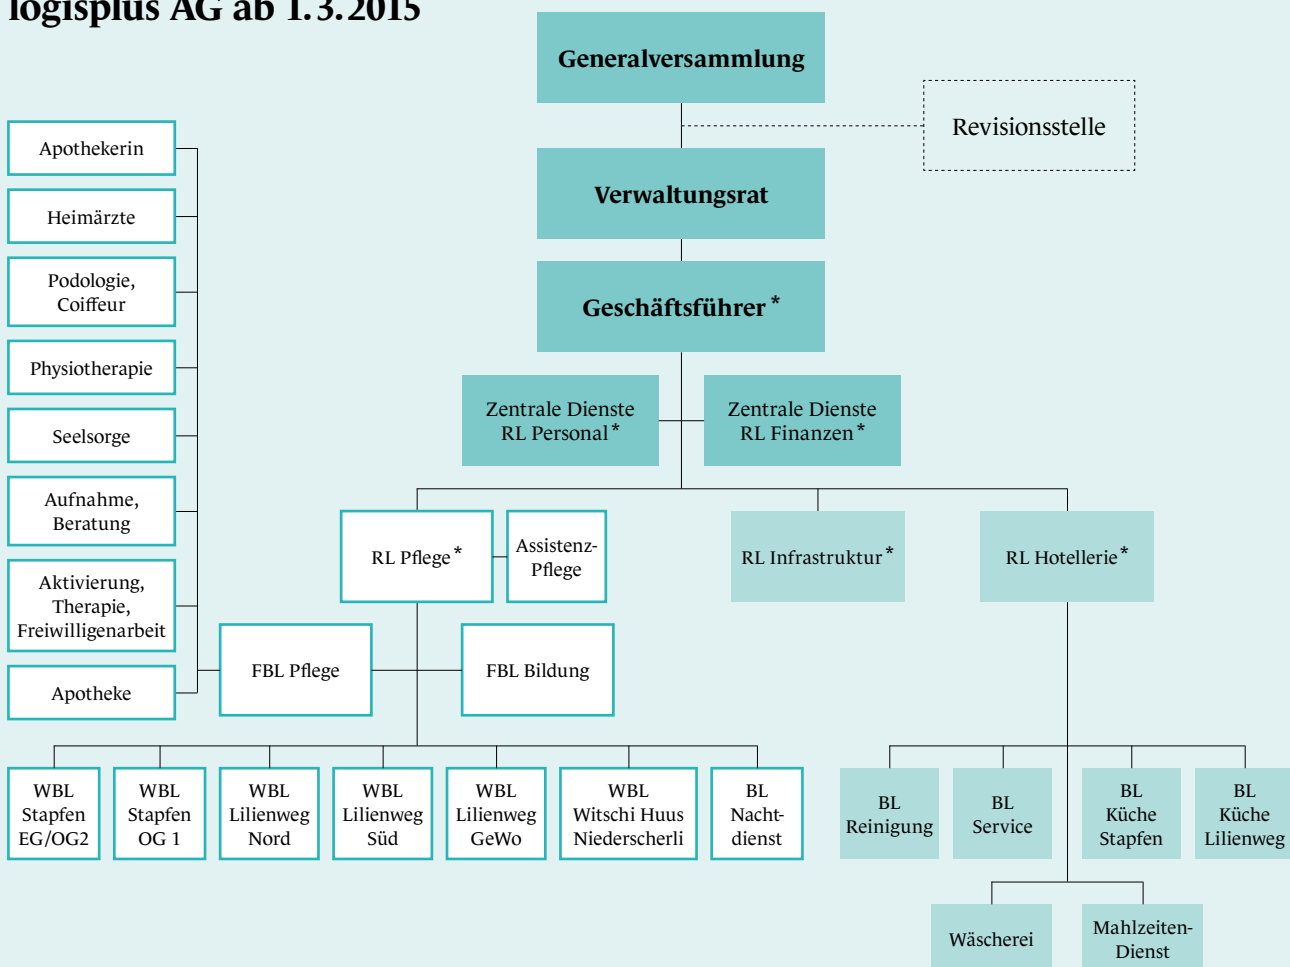 logisplus AG ab 1. 3. 2015
Generalversammlung
Revisionsstelle
Verwaltungsrat
Geschäftsführer *
Zentrale Dienste
RL Personal *
Zentrale Dienste
RL Finanzen *
Apothekerin
Heimärzte
Podologie,
Coiffeur
Physiotherapie
Seelsorge
Aufnahme,
Beratung
Aktivierung,
Therapie,
Freiwilligenarbeit
Apotheke
RL Pflege *
Assistenz-
Pflege
RL Infrastruktur *
RL Hotellerie *
FBL Pflege
FBL Bildung
WBL
Stapfen
EG/OG2
WBL
Stapfen
OG 1
WBL
Lilienweg
Nord
WBL
Lilienweg
Süd
WBL
Lilienweg
GeWo
WBL
Witschi Huus
Niederscherli
BL
Nacht-
dienst
BL
Reinigung
BL
Service
BL
Küche
Stapfen
BL
Küche
Lilienweg
Wäscherei
Mahlzeiten-
Dienst